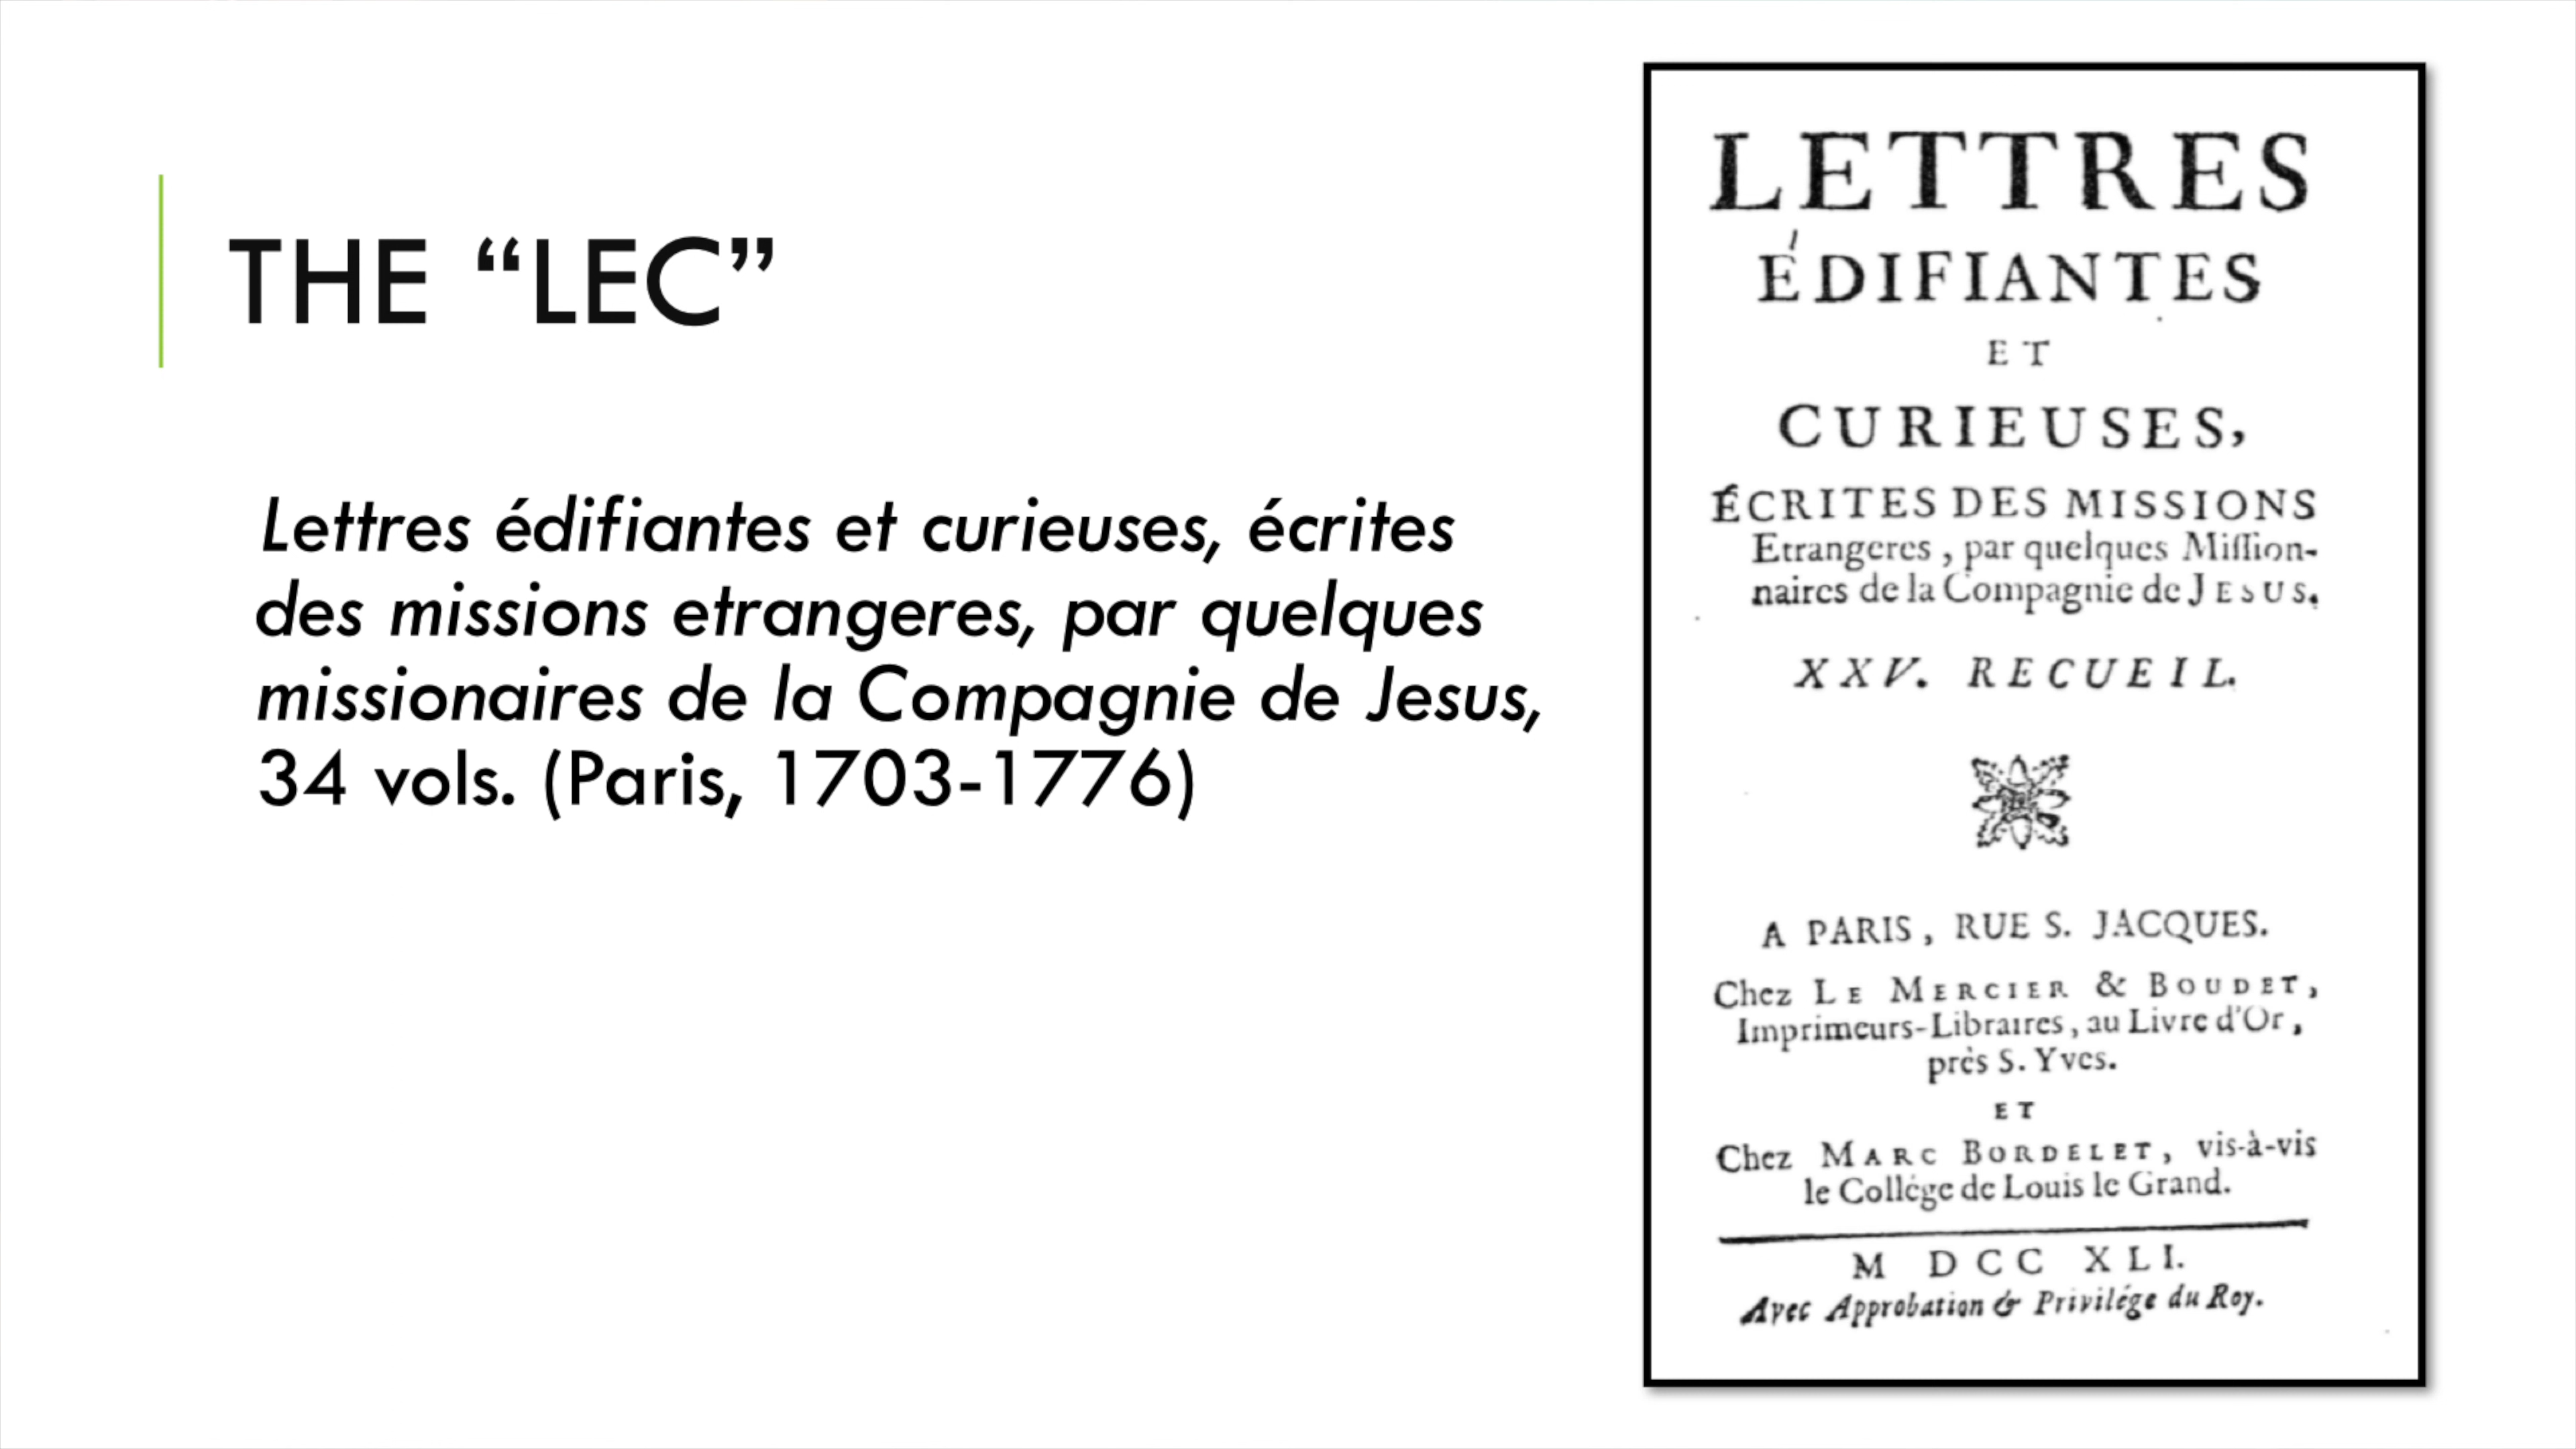 THE “LEC”
Lettres édifiantes et curieuses, écrites
des missions etrangeres, par quelques
missionaires de la Compagnie de Jesus,
34 vols. (Paris, 1703-1776)
LETTRES
ÉDIFIANTES
ET
CURIEUSES,
ÉCRITES DES MISSIONS
Etrangeres, par quelques Miſſion-
naires de la Compagnie de JESUS.
XXV. RECUEIL.
A PARIS, RUE S. JACQUES.
Chez LE MERCIER & BOUDET,
Imprimeurs-Libraires, au Livre d'Or,
près S. Yves.
ET
Chez MARC BORDELET, vis-à-vis
le Collége de Louis le Grand.
M DCC XLI.
Avec Approbation & Privilége du Roy.